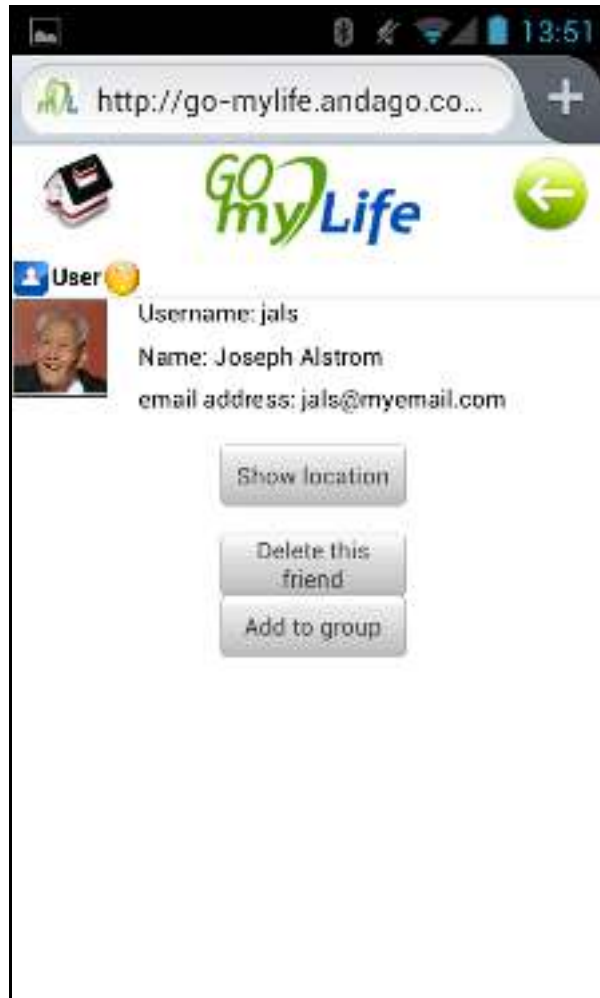 13:51
http://go-mylife.andago.co...
GO
my Life
User
Username: jals
Name: Joseph Alstrom
email address: jals@myemail.com
Show location
Delete this
friend
Add to group